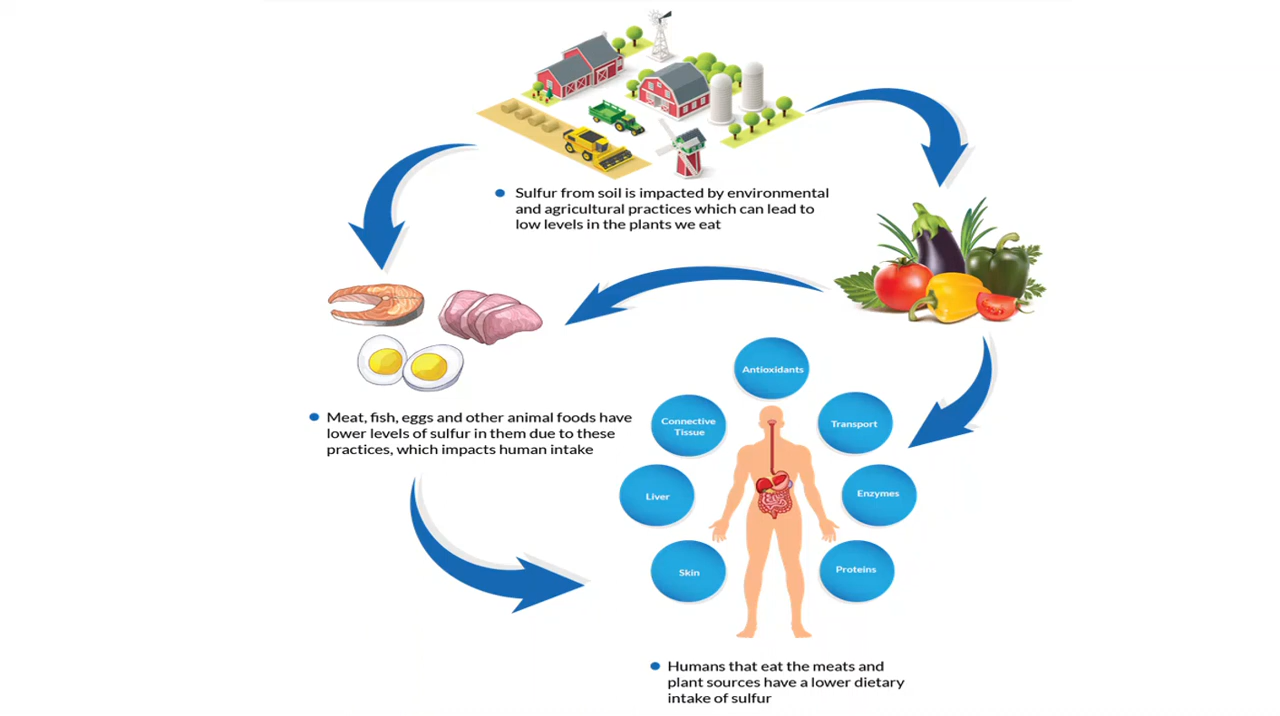 Sulfur from soil is impacted by environmental
and agricultural practices which can lead to
low levels in the plants we eat
Meat, fish, eggs and other animal foods have
lower levels of sulfur in them due to these
practices, which impacts human intake
Antioxidants
Connective
Tissue
Transport
Liver
Enzymes
Skin
Proteins
Humans that eat the meats and
plant sources have a lower dietary
intake of sulfur